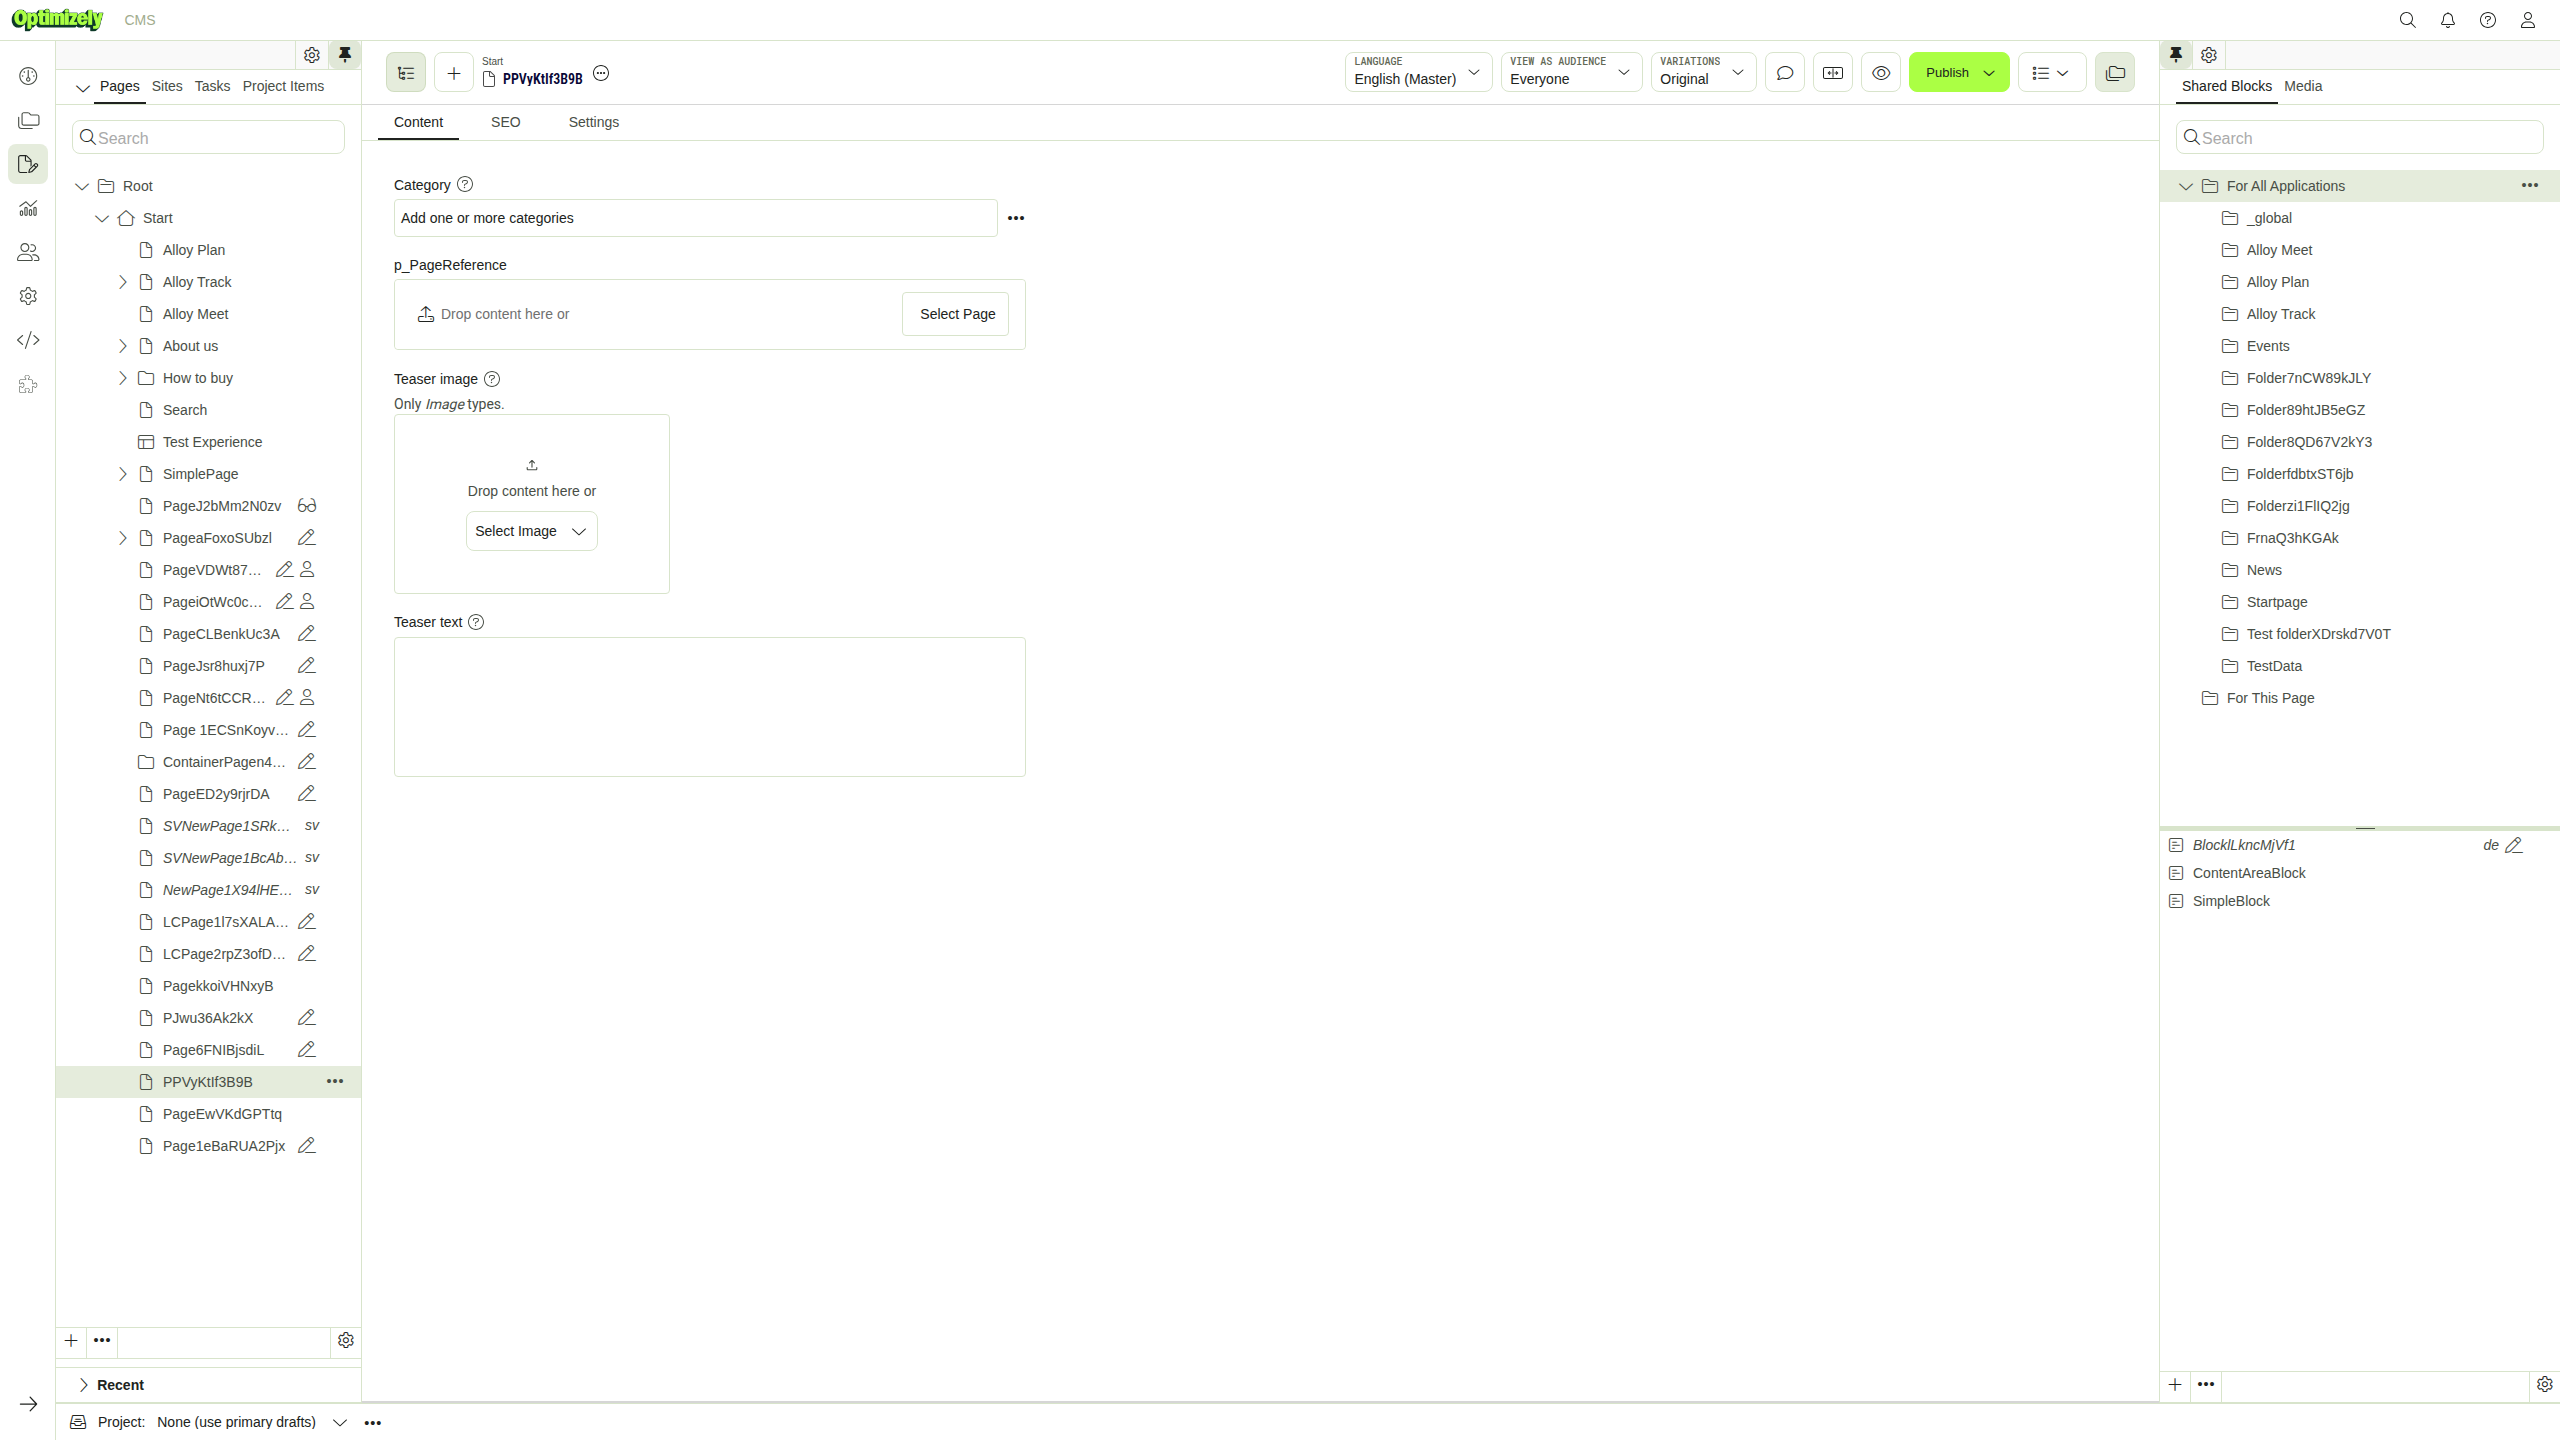 Optimizely CMS
Pages Sites Tasks Project Items
Search
Root
Start
Alloy Plan
Alloy Track
Alloy Meet
About us
How to buy
Search
Test Experience
SimplePage
PageJ2bMm2N0zv
PageaFoxoSUbzl
PageVDWt87…
PageiOtWc0c…
PageCLBenkUc3A
PageJsr8huxj7P
PageNt6tCCR…
Page 1ECSnKoyv…
ContainerPagen4…
PageED2y9rjrDA
SVNewPage1SRk… sv
SVNewPage1BcAb… sv
NewPage1X94lHE… sv
LCPage1l7sXALA…
LCPage2rpZ3ofD…
PagekkoiVHNxyB
PJwu36Ak2kX
Page6FNIBjsdiL
PPVyKtIf3B9B
PageEwVKdGPTtq
Page1eBaRUA2Pjx
Recent
Project: None (use primary drafts)
Start
PPVyKtIf3B9B
LANGUAGE
English (Master)
VIEW AS AUDIENCE
Everyone
VARIATIONS
Original
Publish
Content SEO Settings
Category
Add one or more categories
p_PageReference
Drop content here or Select Page
Teaser image
Only Image types.
Drop content here or
Select Image
Teaser text
Shared Blocks Media
Search
For All Applications
_global
Alloy Meet
Alloy Plan
Alloy Track
Events
Folder7nCW89kJLY
Folder89htJB5eGZ
Folder8QD67V2kY3
FolderfdbtxST6jb
Folderzi1FlIQ2jg
FrnaQ3hKGAk
News
Startpage
Test folderXDrskd7V0T
TestData
For This Page
BlocklLkncMjVf1 de
ContentAreaBlock
SimpleBlock